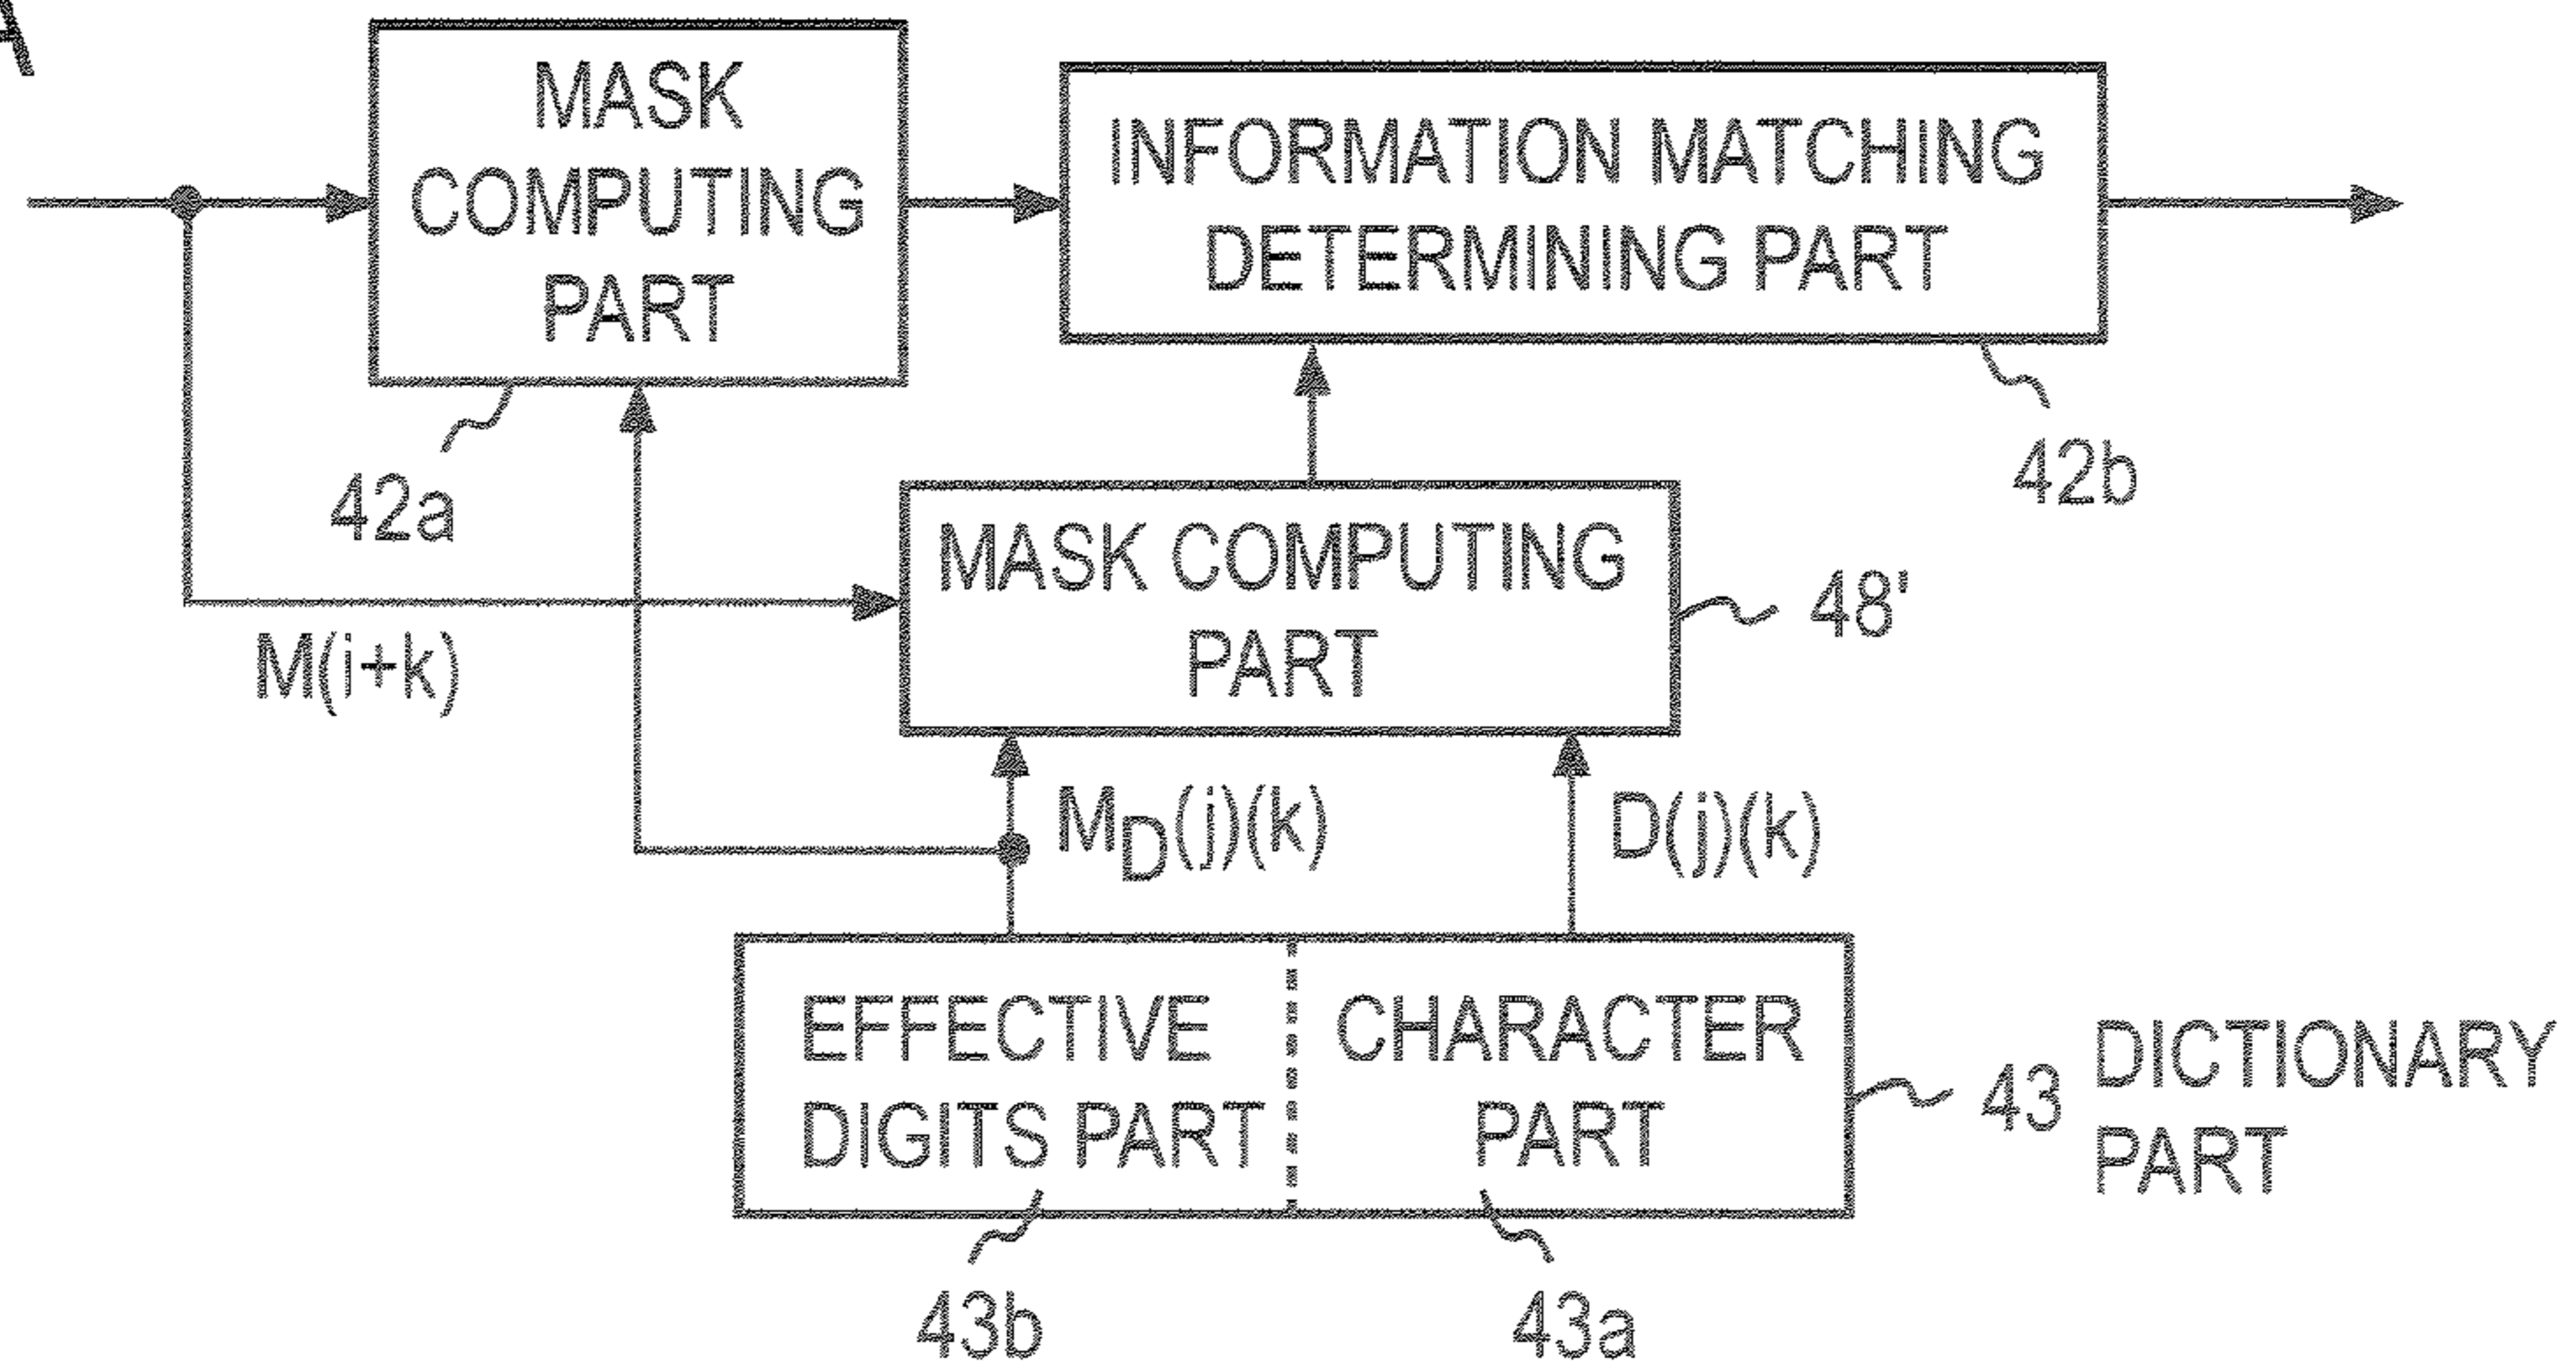 A
MASK
COMPUTING
PART
INFORMATION MATCHING
DETERMINING PART
42a
42b
MASK COMPUTING
PART
48'
M(i+k)
MD(j)(k)
D(j)(k)
EFFECTIVE
DIGITS PART
CHARACTER
PART
43
DICTIONARY
PART
43b
43a